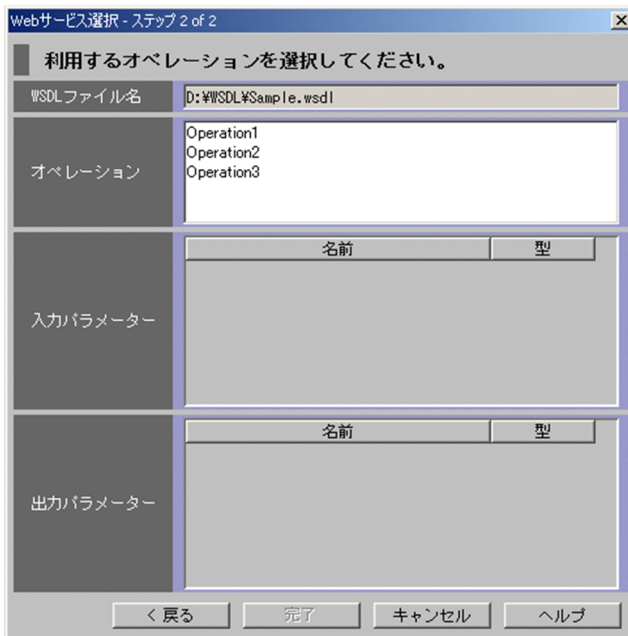 Webサービス選択 - ステップ 2 of 2
利用するオペレーションを選択してください。
WSDLファイル名
D:¥WSDL¥Sample.wsdl
オペレーション
Operation1
Operation2
Operation3
入力パラメーター
名前 型
出力パラメーター
名前 型
< 戻る 完了 キャンセル ヘルプ